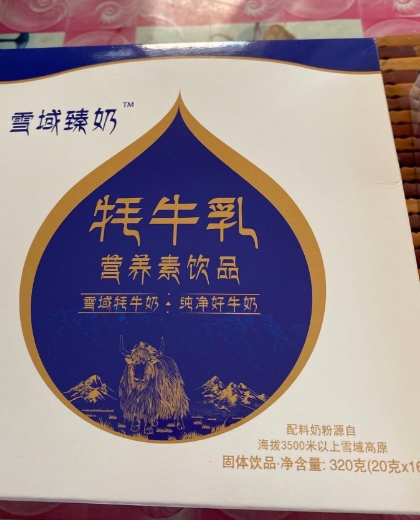 雪域臻奶™
牦牛乳
营养素饮品
雪域牦牛奶·纯净好牛奶
配料奶粉源自
海拔3500米以上雪域高原
固体饮品·净含量: 320克(20克x16